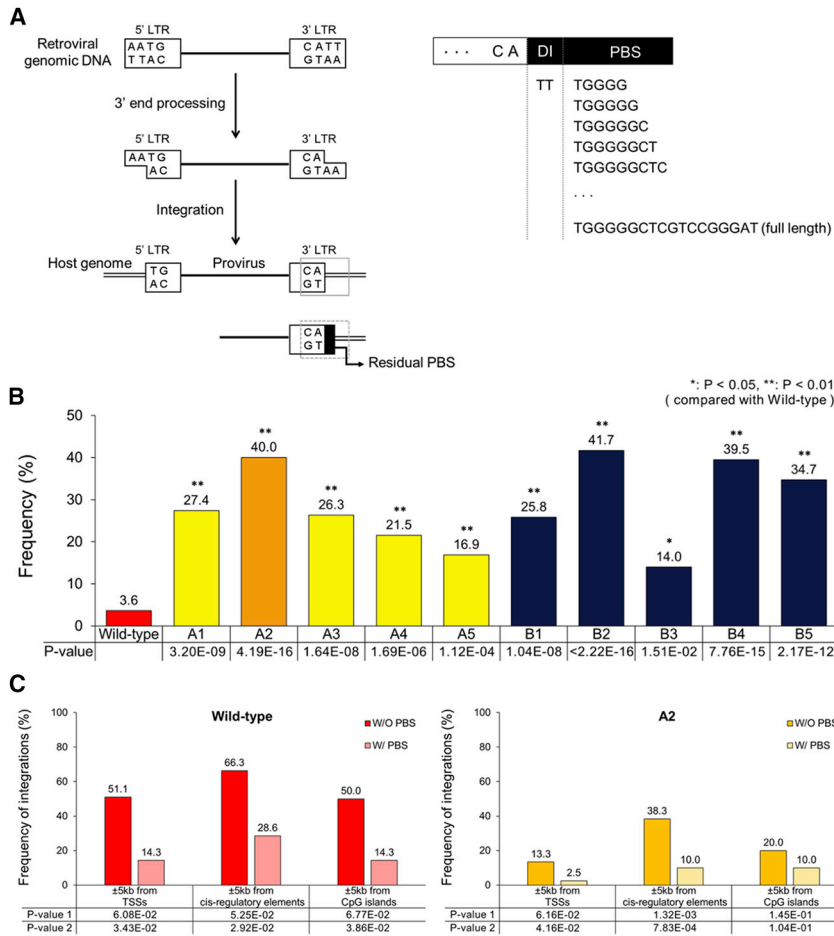 A
5' LTR
3' LTR
Retroviral
genomic DNA
AATG
TTAC
CATT
GTAA
3' end processing
5' LTR
3' LTR
AATG
AC
CA
GTAA
Integration
5' LTR
3' LTR
Host genome
TG
AC
Provirus
CA
GT
CA
GT
Residual PBS
··· CA DI PBS
TT TGGGG
TGGGGG
TGGGGGC
TGGGGGCT
TGGGGGCTC
···
TGGGGGCTCGTCCGGGAT (full length)
B
*: P < 0.05, **: P < 0.01
( compared with Wild-type )
Frequency (%)
50
40
30
20
10
0
3.6
**
27.4
**
40.0
**
26.3
**
21.5
**
16.9
**
25.8
**
41.7
*
14.0
**
39.5
**
34.7
Wild-type A1 A2 A3 A4 A5 B1 B2 B3 B4 B5
P-value 3.20E-09 4.19E-16 1.64E-08 1.69E-06 1.12E-04 1.04E-08 <2.22E-16 1.51E-02 7.76E-15 2.17E-12
C
Frequency of integrations (%)
100
80
60
40
20
0
Wild-type
W/O PBS
W/ PBS
51.1
14.3
66.3
28.6
50.0
14.3
±5kb from
TSSs
±5kb from
cis-regulatory elements
±5kb from
CpG islands
P-value 1 6.08E-02 5.25E-02 6.77E-02
P-value 2 3.43E-02 2.92E-02 3.86E-02
Frequency of integrations (%)
100
80
60
40
20
0
A2
W/O PBS
W/ PBS
13.3
2.5
38.3
10.0
20.0
10.0
±5kb from
TSSs
±5kb from
cis-regulatory elements
±5kb from
CpG islands
P-value 1 6.16E-02 1.32E-03 1.45E-01
P-value 2 4.16E-02 7.83E-04 1.04E-01